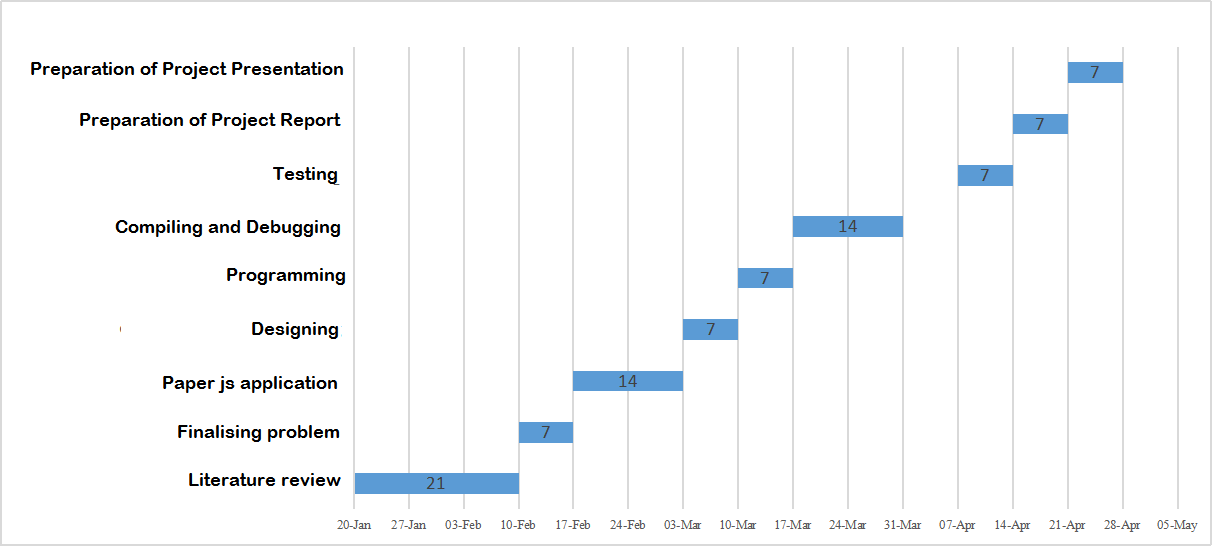 Preparation of Project Presentation
7
Preparation of Project Report
7
Testing
7
Compiling and Debugging
14
Programming
7
Designing
7
Paper js application
14
Finalising problem
7
Literature review
21
20-Jan 27-Jan 03-Feb 10-Feb 17-Feb 24-Feb 03-Mar 10-Mar 17-Mar 24-Mar 31-Mar 07-Apr 14-Apr 21-Apr 28-Apr 05-May